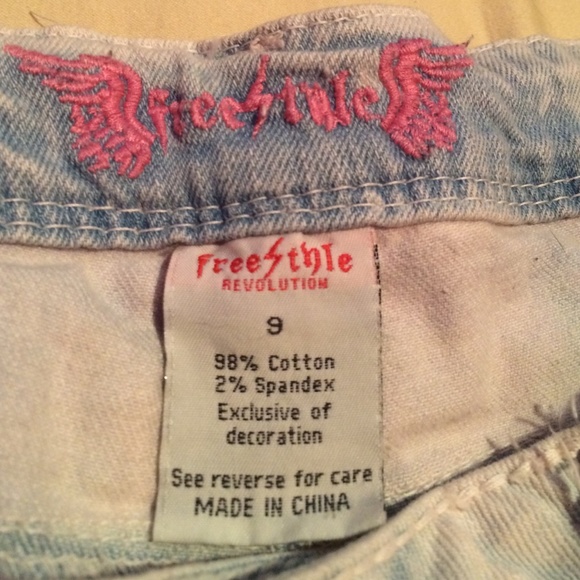 Freestyle
Freestyle
REVOLUTION
9
98% Cotton
2% Spandex
Exclusive of
decoration
See reverse for care
MADE IN CHINA